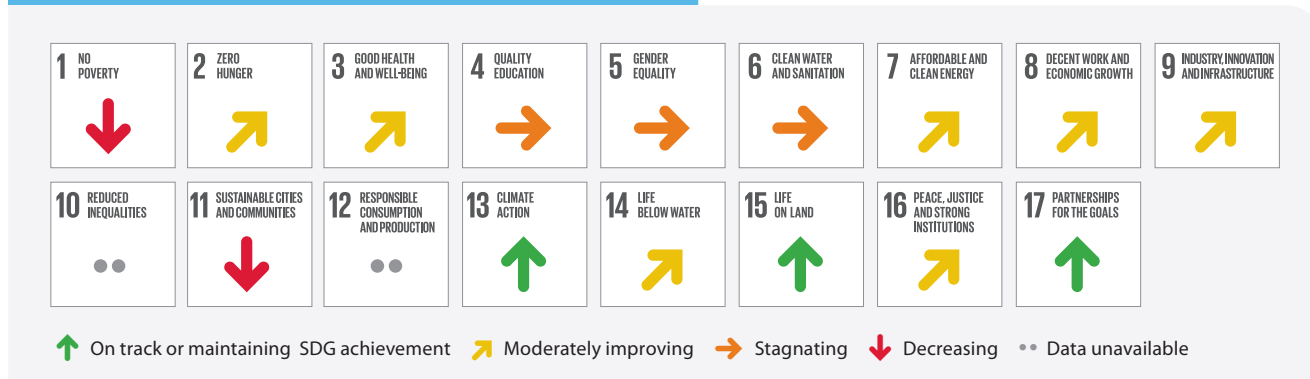 1 NO
POVERTY
2 ZERO
HUNGER
3 GOOD HEALTH
AND WELL-BEING
4 QUALITY
EDUCATION
5 GENDER
EQUALITY
6 CLEAN WATER
AND SANITATION
7 AFFORDABLE AND
CLEAN ENERGY
8 DECENT WORK AND
ECONOMIC GROWTH
9 INDUSTRY, INNOVATION
AND INFRASTRUCTURE
10 REDUCED
INEQUALITIES
11 SUSTAINABLE CITIES
AND COMMUNITIES
12 RESPONSIBLE
CONSUMPTION
AND PRODUCTION
13 CLIMATE
ACTION
14 LIFE
BELOW WATER
15 LIFE
ON LAND
16 PEACE, JUSTICE
AND STRONG
INSTITUTIONS
17 PARTNERSHIPS
FOR THE GOALS
On track or maintaining SDG achievement Moderately improving Stagnating Decreasing Data unavailable